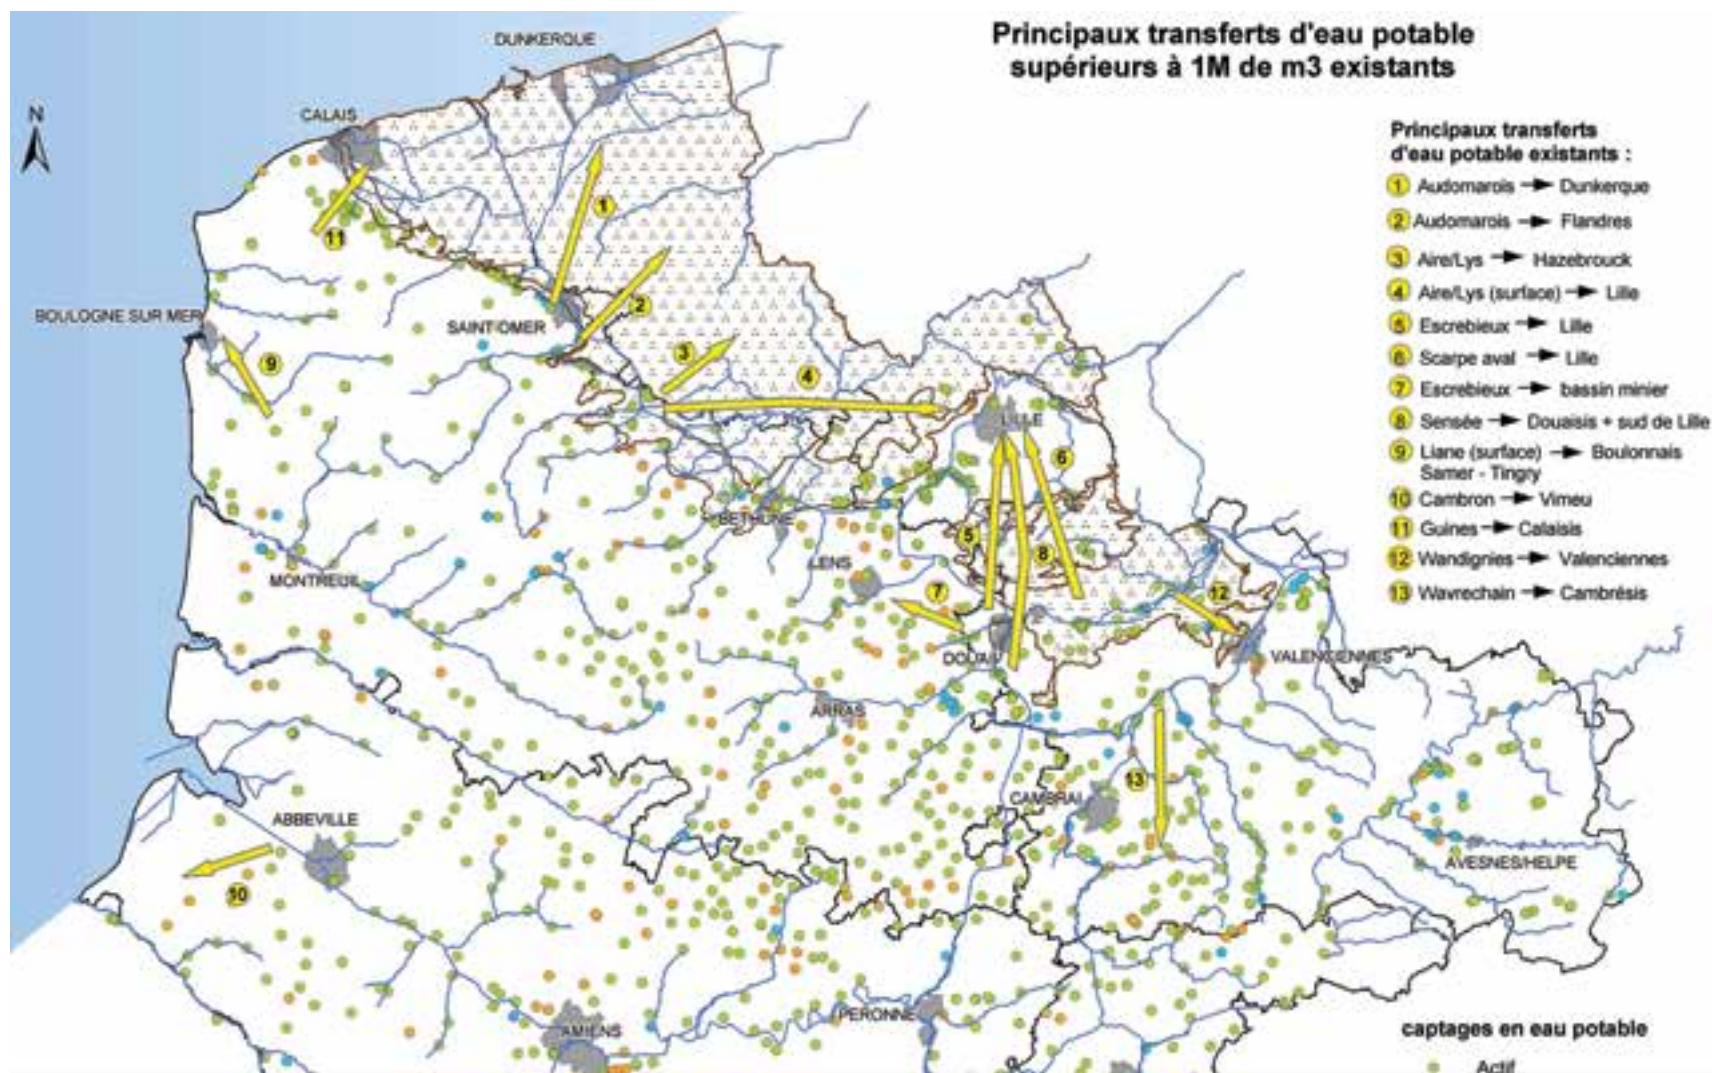 Principaux transferts d'eau potable
supérieurs à 1M de m3 existants
N
DUNKERQUE
CALAIS
BOULOGNE SUR MER
SAINT-OMER
LILLE
BETHUNE
LENS
MONTREUIL
DOUAI
VALENCIENNES
ARRAS
CAMBRAI
ABBEVILLE
AVESNES/HELPE
PERONNE
AMIENS
1
2
3
4
5
6
7
8
9
10
11
12
13
Principaux transferts
d'eau potable existants :
1 Audomarois Dunkerque
2 Audomarois Flandres
3 Aire/Lys Hazebrouck
4 Aire/Lys (surface) Lille
5 Escrebieux Lille
6 Scarpe aval Lille
7 Escrebieux bassin minier
8 Sensée Douaisis + sud de Lille
9 Liane (surface) Boulonnais
Samer - Tingry
10 Cambron Vimeu
11 Guines Calaisis
12 Wandignies Valenciennes
13 Wavrechain Cambrésis
captages en eau potable
Actif